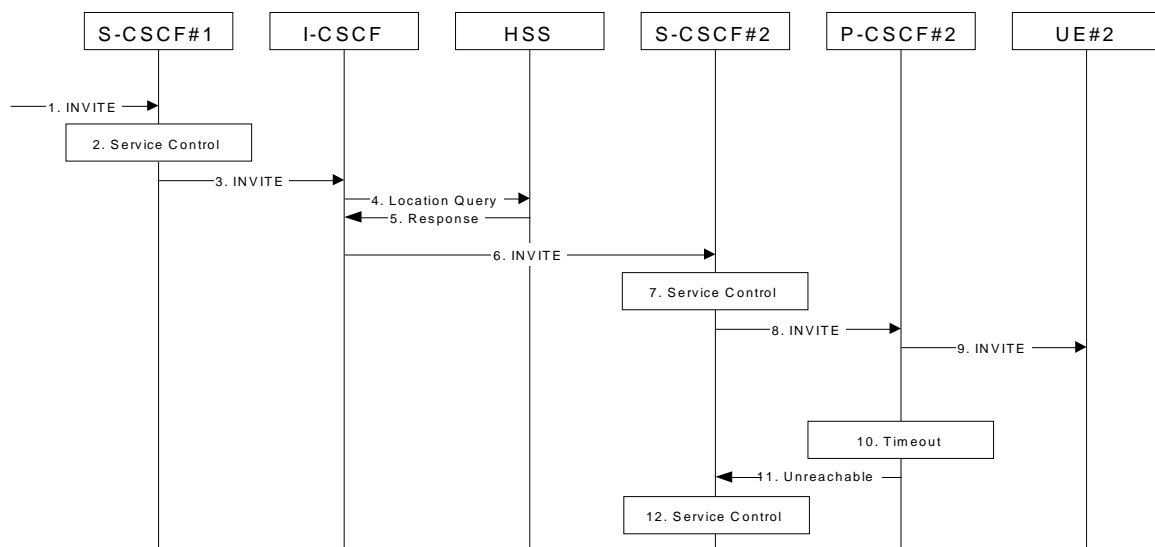 S-CSCF#1
I-CSCF
HSS
S-CSCF#2
P-CSCF#2
UE#2
1. INVITE
2. Service Control
3. INVITE
4. Location Query
5. Response
6. INVITE
7. Service Control
8. INVITE
9. INVITE
10. Timeout
11. Unreachable
12. Service Control